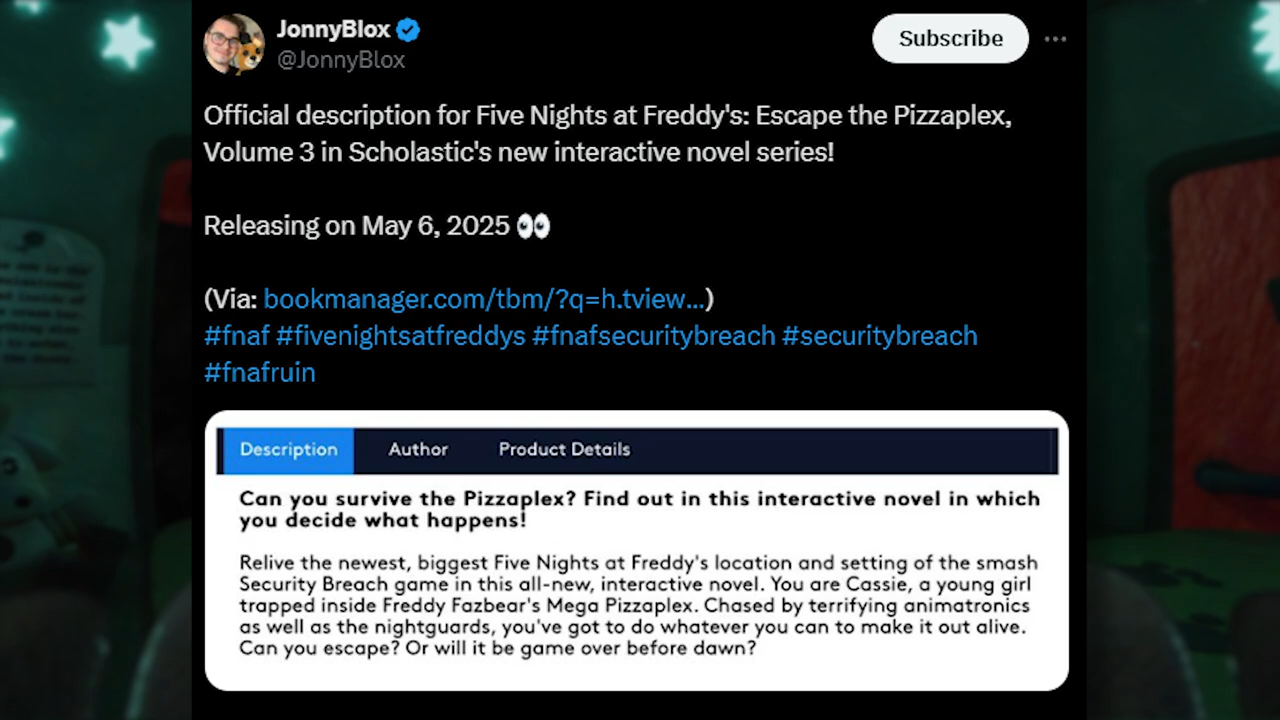 JonnyBlox
@JonnyBlox
Subscribe
Official description for Five Nights at Freddy's: Escape the Pizzaplex,
Volume 3 in Scholastic's new interactive novel series!
Releasing on May 6, 2025 👀
(Via: bookmanager.com/tbm/?q=h.tview...)
#fnaf #fivenightsatfreddys #fnafsecuritybreach #securitybreach
#fnafruin
Description Author Product Details
Can you survive the Pizzaplex? Find out in this interactive novel in which
you decide what happens!
Relive the newest, biggest Five Nights at Freddy's location and setting of the smash
Security Breach game in this all-new, interactive novel. You are Cassie, a young girl
trapped inside Freddy Fazbear's Mega Pizzaplex. Chased by terrifying animatronics
as well as the nightguards, you've got to do whatever you can to make it out alive.
Can you escape? Or will it be game over before dawn?